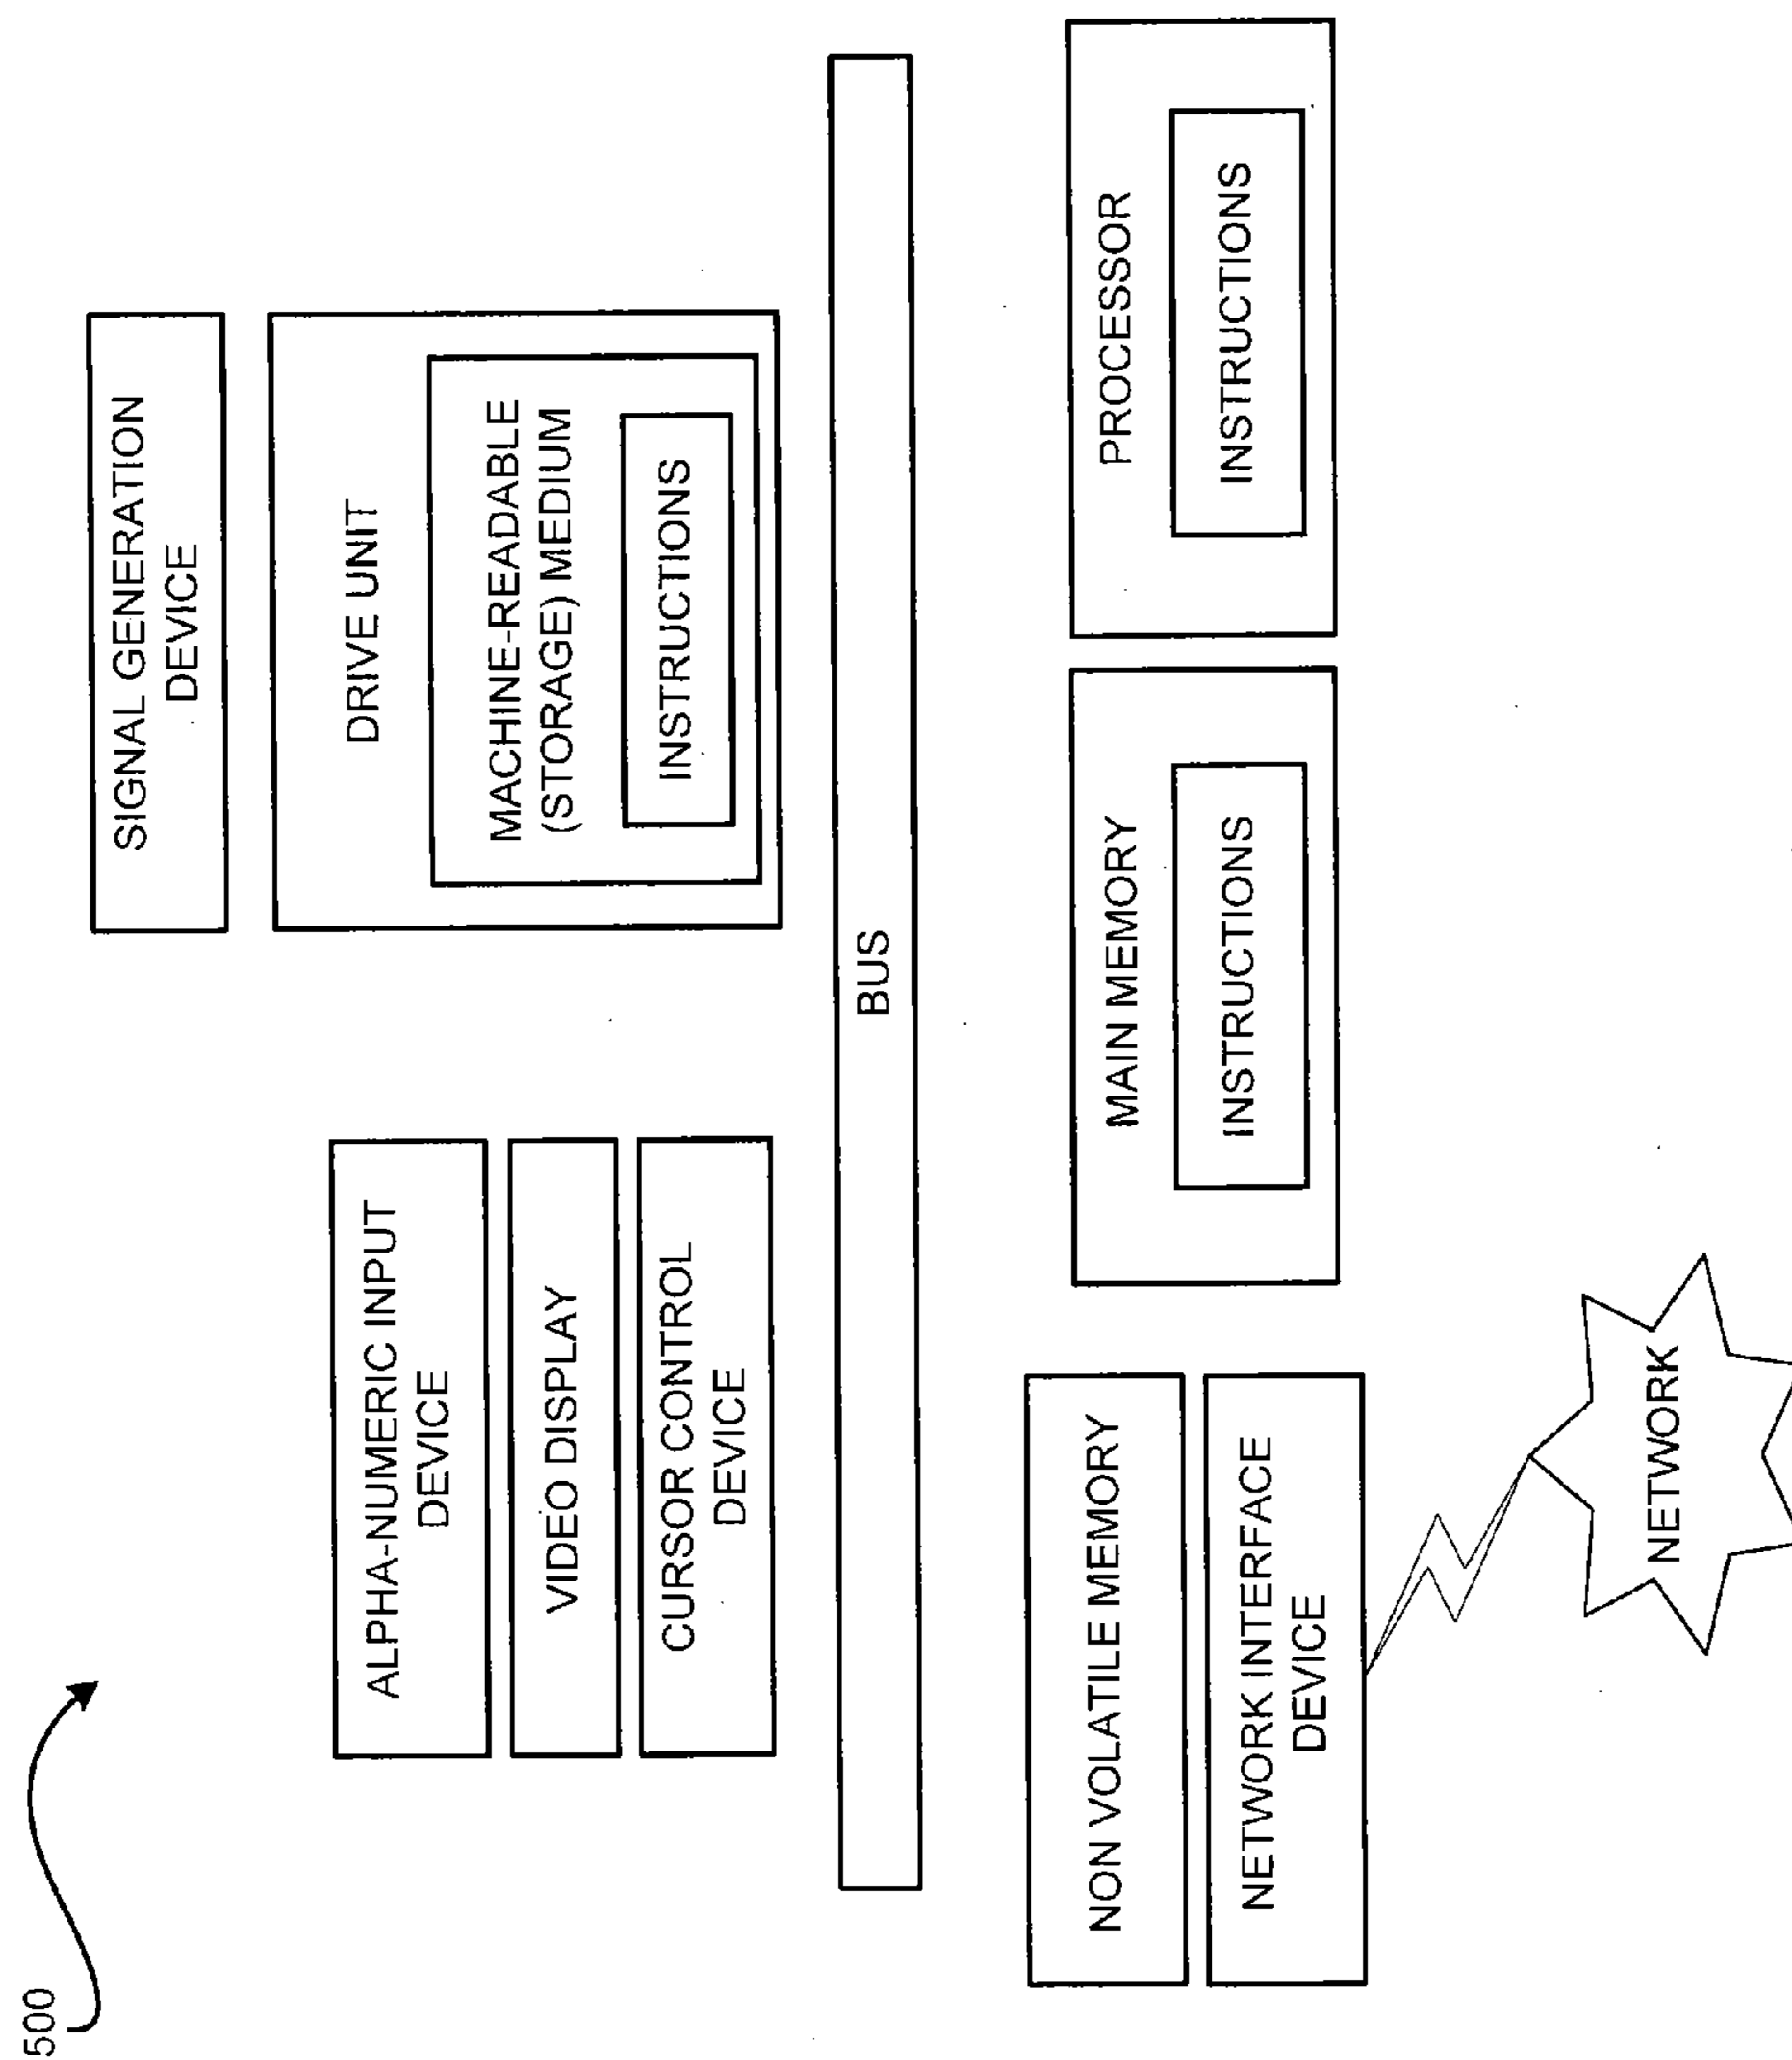 500
ALPHA-NUMERIC INPUT
DEVICE
VIDEO DISPLAY
CURSOR CONTROL
DEVICE
SIGNAL GENERATION
DEVICE
DRIVE UNIT
MACHINE-READABLE
(STORAGE) MEDIUM
INSTRUCTIONS
BUS
NON VOLATILE MEMORY
NETWORK INTERFACE
DEVICE
MAIN MEMORY
INSTRUCTIONS
PROCESSOR
INSTRUCTIONS
NETWORK